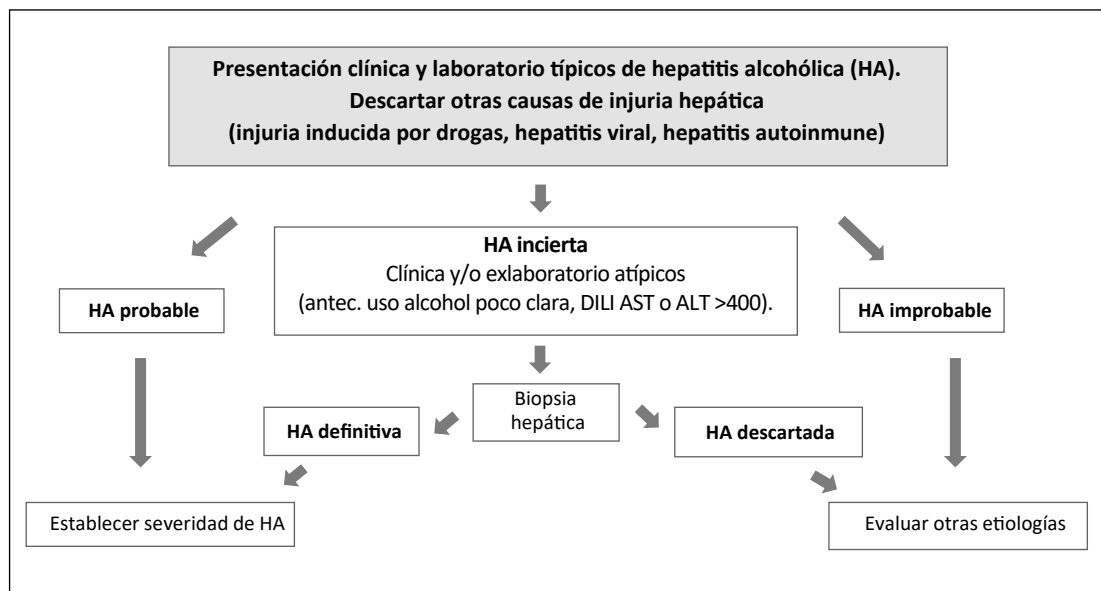 Presentación clínica y laboratorio típicos de hepatitis alcohólica (HA).
Descartar otras causas de injuria hepática
(injuria inducida por drogas, hepatitis viral, hepatitis autoinmune)
HA incierta
Clínica y/o exlaboratorio atípicos
(antec. uso alcohol poco clara, DILI AST o ALT >400).
HA probable
HA improbable
Biopsia
hepática
HA definitiva
HA descartada
Establecer severidad de HA
Evaluar otras etiologías